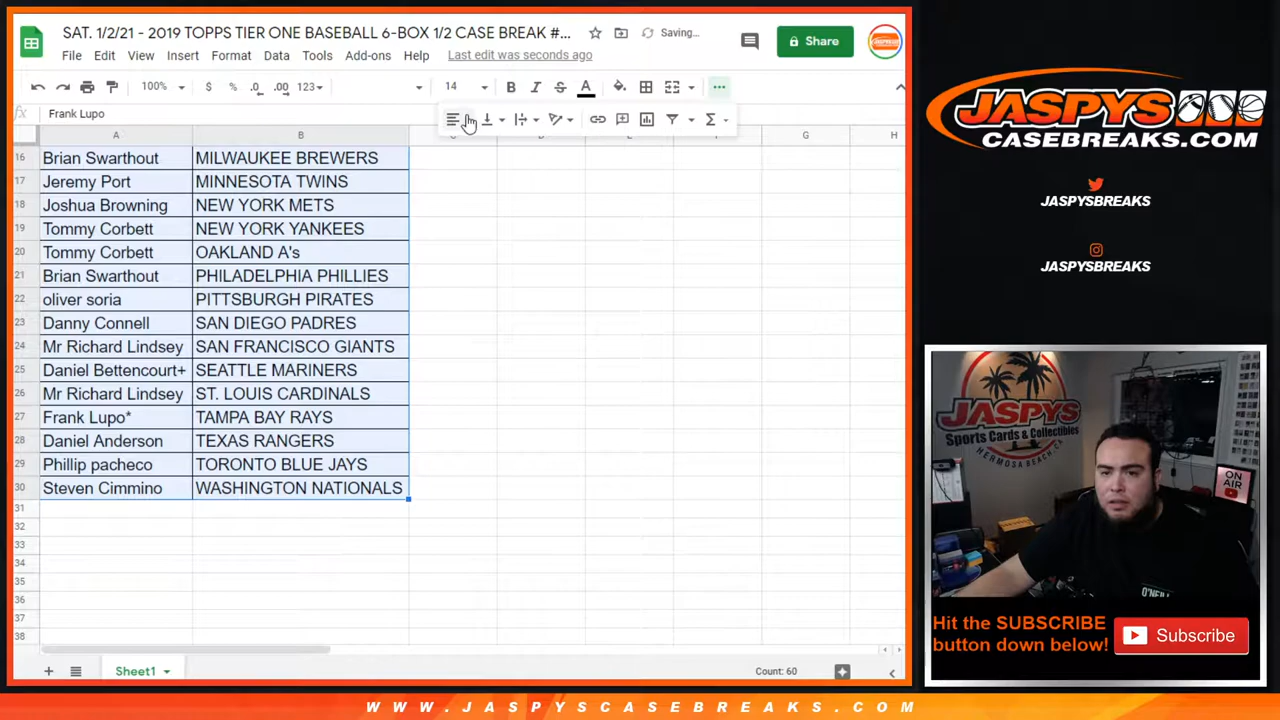 SAT. 1/2/21 - 2019 TOPPS TIER ONE BASEBALL 6-BOX 1/2 CASE BREAK #...
Saving...
Share
File Edit View Insert Format Data Tools Add-ons Help Last edit was seconds ago
100% $ % .0 .00 123 14 B I S A
fx Frank Lupo
A B C D E F G H
16 Brian Swarthout MILWAUKEE BREWERS
17 Jeremy Port MINNESOTA TWINS
18 Joshua Browning NEW YORK METS
19 Tommy Corbett NEW YORK YANKEES
20 Tommy Corbett OAKLAND A's
21 Brian Swarthout PHILADELPHIA PHILLIES
22 oliver soria PITTSBURGH PIRATES
23 Danny Connell SAN DIEGO PADRES
24 Mr Richard Lindsey SAN FRANCISCO GIANTS
25 Daniel Bettencourt+ SEATTLE MARINERS
26 Mr Richard Lindsey ST. LOUIS CARDINALS
27 Frank Lupo* TAMPA BAY RAYS
28 Daniel Anderson TEXAS RANGERS
29 Phillip pacheco TORONTO BLUE JAYS
30 Steven Cimmino WASHINGTON NATIONALS
31
32
33
34
35
36
37
38
Sheet1
Count: 60
JASPYS
CASEBREAKS.COM
JASPYSBREAKS
JASPYSBREAKS
JASPYS
Sports Cards & Collectibles
HERMOSA BEACH, CA
ON AIR
O'NEILL
Hit the SUBSCRIBE
button down below!
Subscribe
WWW.JASPYSCASEBREAKS.COM